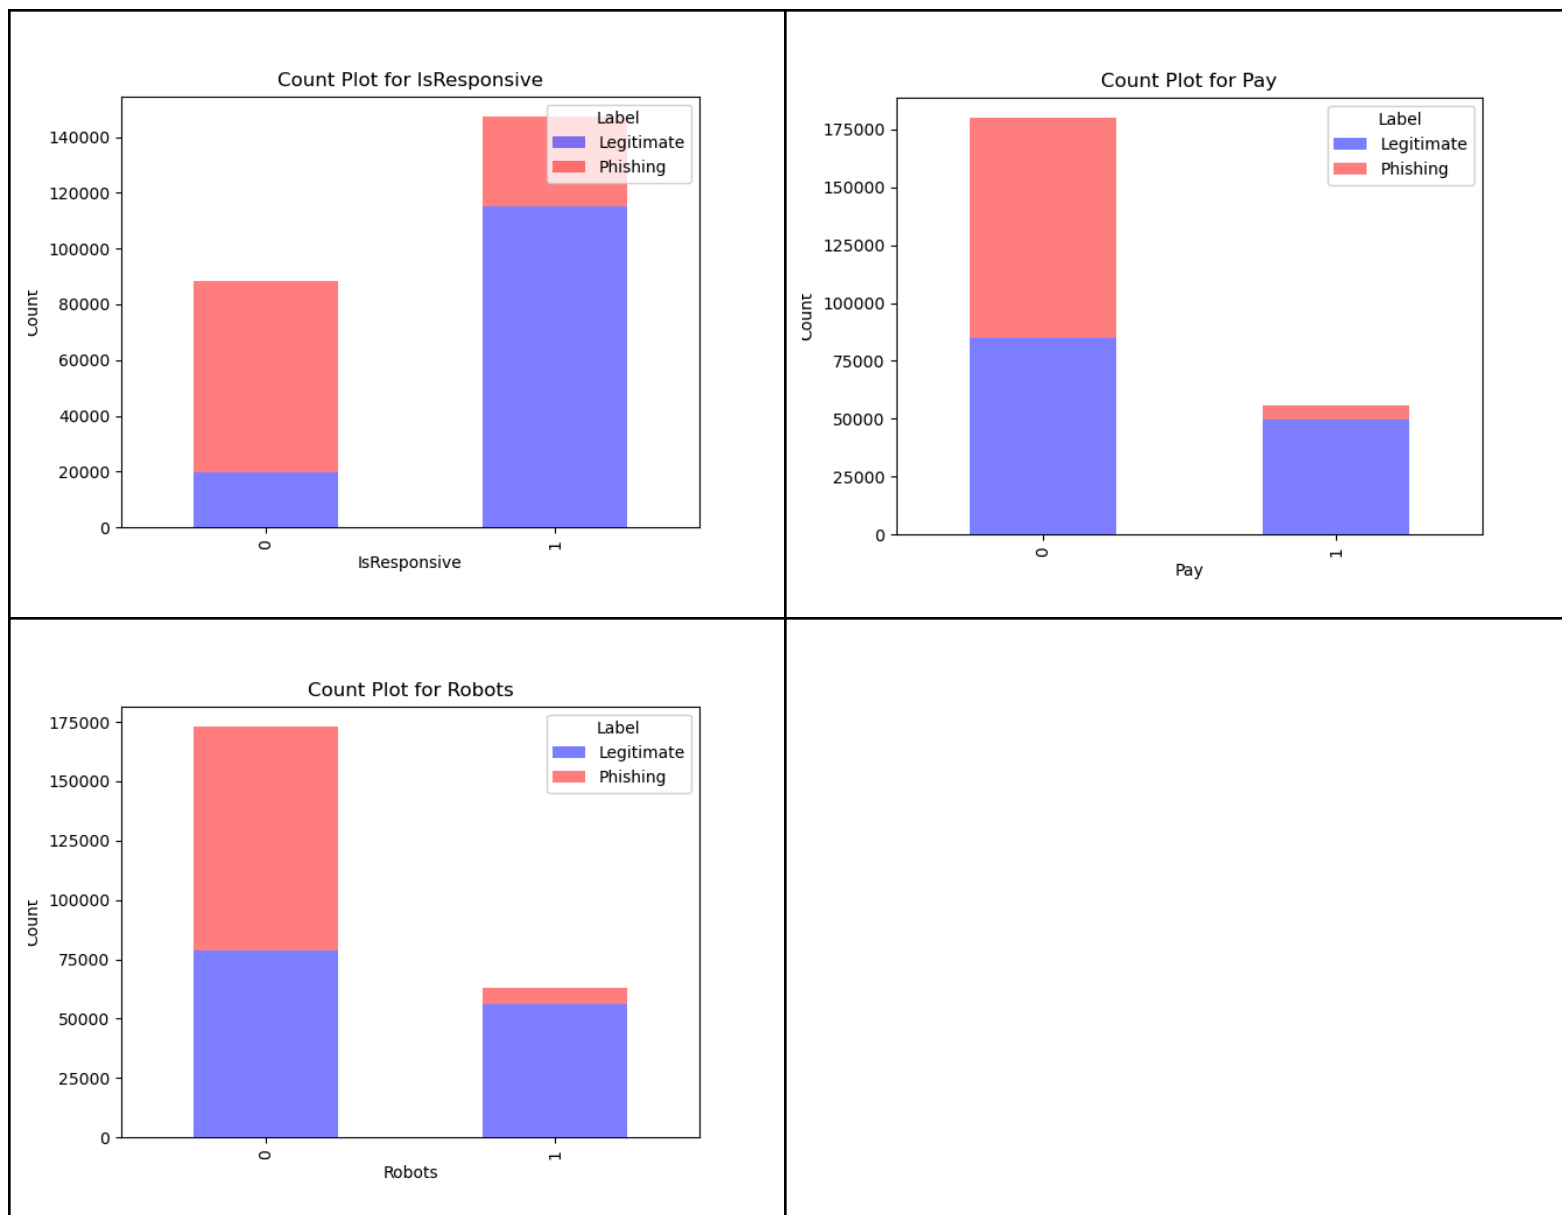 Count Plot for IsResponsive
Label
Legitimate
Phishing
140000
120000
100000
80000
60000
40000
20000
0
Count
0
1
IsResponsive
Count Plot for Pay
Label
Legitimate
Phishing
175000
150000
125000
100000
75000
50000
25000
0
Count
0
1
Pay
Count Plot for Robots
Label
Legitimate
Phishing
175000
150000
125000
100000
75000
50000
25000
0
Count
0
1
Robots